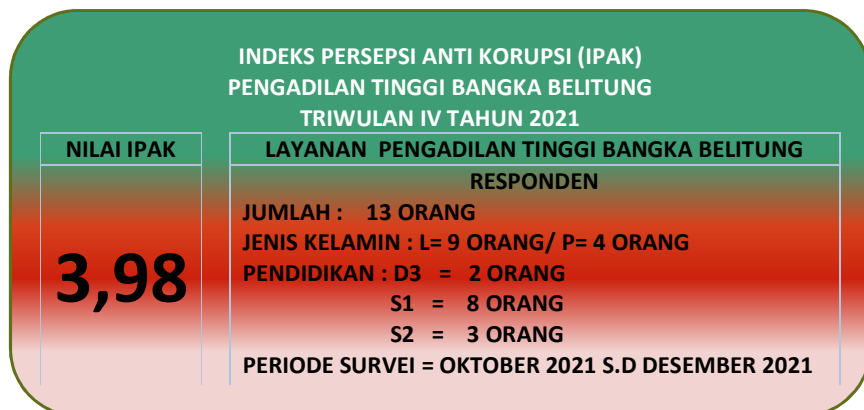 INDEKS PERSEPSI ANTI KORUPSI (IPAK)
PENGADILAN TINGGI BANGKA BELITUNG
TRIWULAN IV TAHUN 2021
NILAI IPAK
3,98
LAYANAN PENGADILAN TINGGI BANGKA BELITUNG
RESPONDEN
JUMLAH : 13 ORANG
JENIS KELAMIN : L= 9 ORANG/ P= 4 ORANG
PENDIDIKAN : D3 = 2 ORANG
S1 = 8 ORANG
S2 = 3 ORANG
PERIODE SURVEI = OKTOBER 2021 S.D DESEMBER 2021